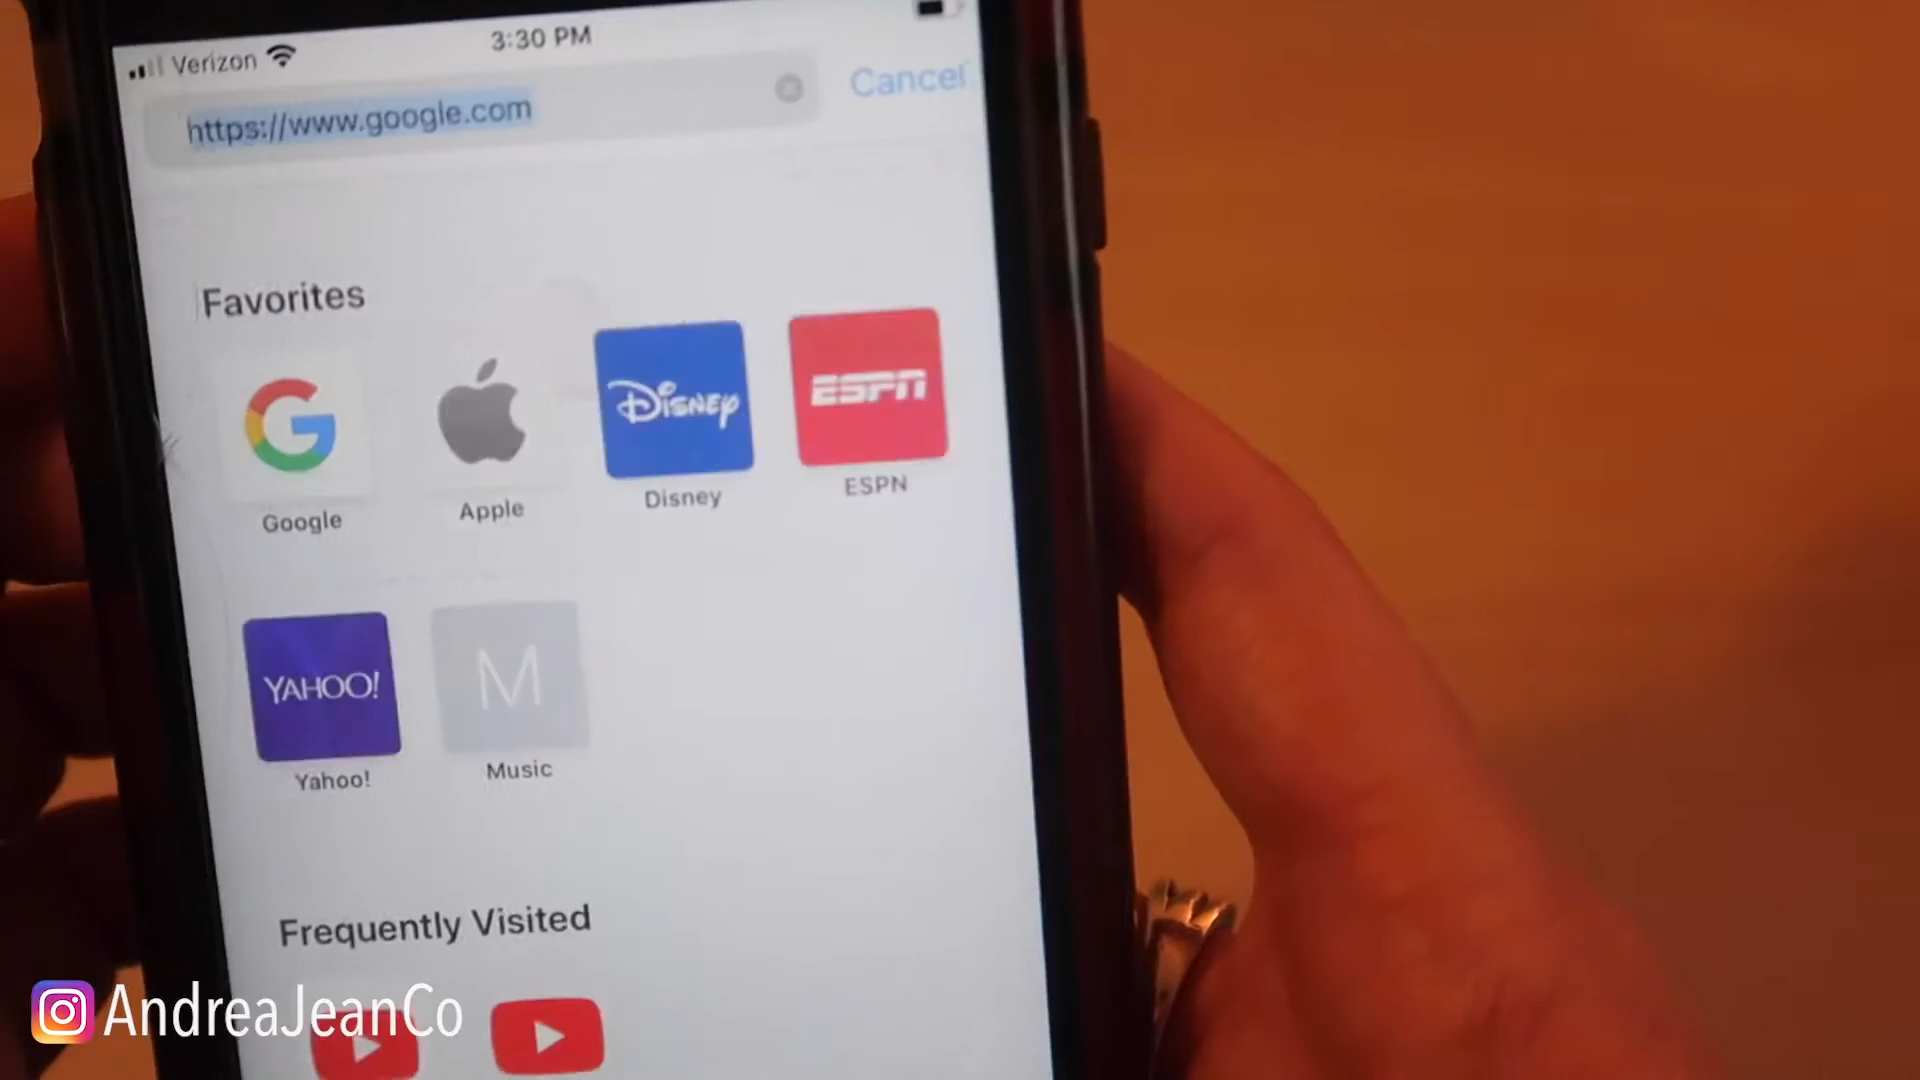 Verizon 3:30 PM
https://www.google.com Cancel
Favorites
G
DISNEY
ESPN
Google Apple Disney ESPN
YAHOO!
M
Yahoo! Music
Frequently Visited
AndreaJeanCo